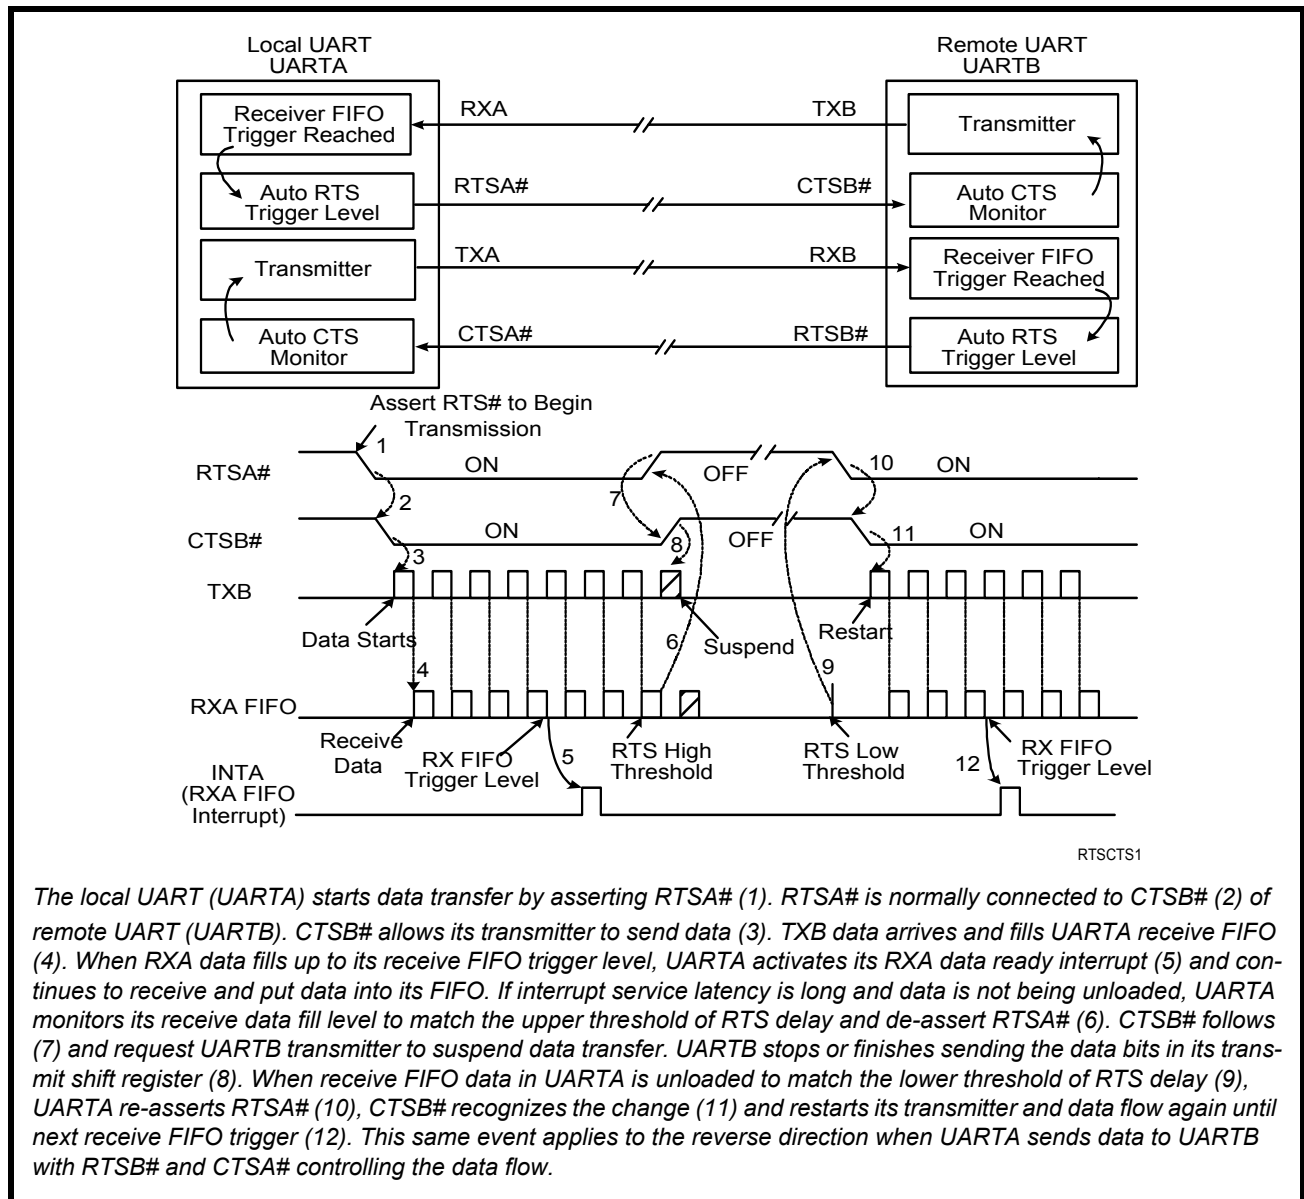 Local UART
UARTA
Remote UART
UARTB
Receiver FIFO
Trigger Reached
RXA
TXB
Transmitter
Auto RTS
Trigger Level
RTSA#
CTSB#
Auto CTS
Monitor
Transmitter
TXA
RXB
Receiver FIFO
Trigger Reached
Auto CTS
Monitor
CTSA#
RTSB#
Auto RTS
Trigger Level
Assert RTS# to Begin
Transmission
1
RTSA#
ON
OFF
10
ON
2
7
CTSB#
ON
OFF
11
ON
3
8
TXB
Data Starts
6
Suspend
Restart
4
9
RXA FIFO
Receive
Data
RX FIFO
Trigger Level
5
RTS High
Threshold
RTS Low
Threshold
12
RX FIFO
Trigger Level
INTA
(RXA FIFO
Interrupt)
RTSCTS1
The local UART (UARTA) starts data transfer by asserting RTSA# (1). RTSA# is normally connected to CTSB# (2) of
remote UART (UARTB). CTSB# allows its transmitter to send data (3). TXB data arrives and fills UARTA receive FIFO
(4). When RXA data fills up to its receive FIFO trigger level, UARTA activates its RXA data ready interrupt (5) and con-
tinues to receive and put data into its FIFO. If interrupt service latency is long and data is not being unloaded, UARTA
monitors its receive data fill level to match the upper threshold of RTS delay and de-assert RTSA# (6). CTSB# follows
(7) and request UARTB transmitter to suspend data transfer. UARTB stops or finishes sending the data bits in its trans-
mit shift register (8). When receive FIFO data in UARTA is unloaded to match the lower threshold of RTS delay (9),
UARTA re-asserts RTSA# (10), CTSB# recognizes the change (11) and restarts its transmitter and data flow again until
next receive FIFO trigger (12). This same event applies to the reverse direction when UARTA sends data to UARTB
with RTSB# and CTSA# controlling the data flow.